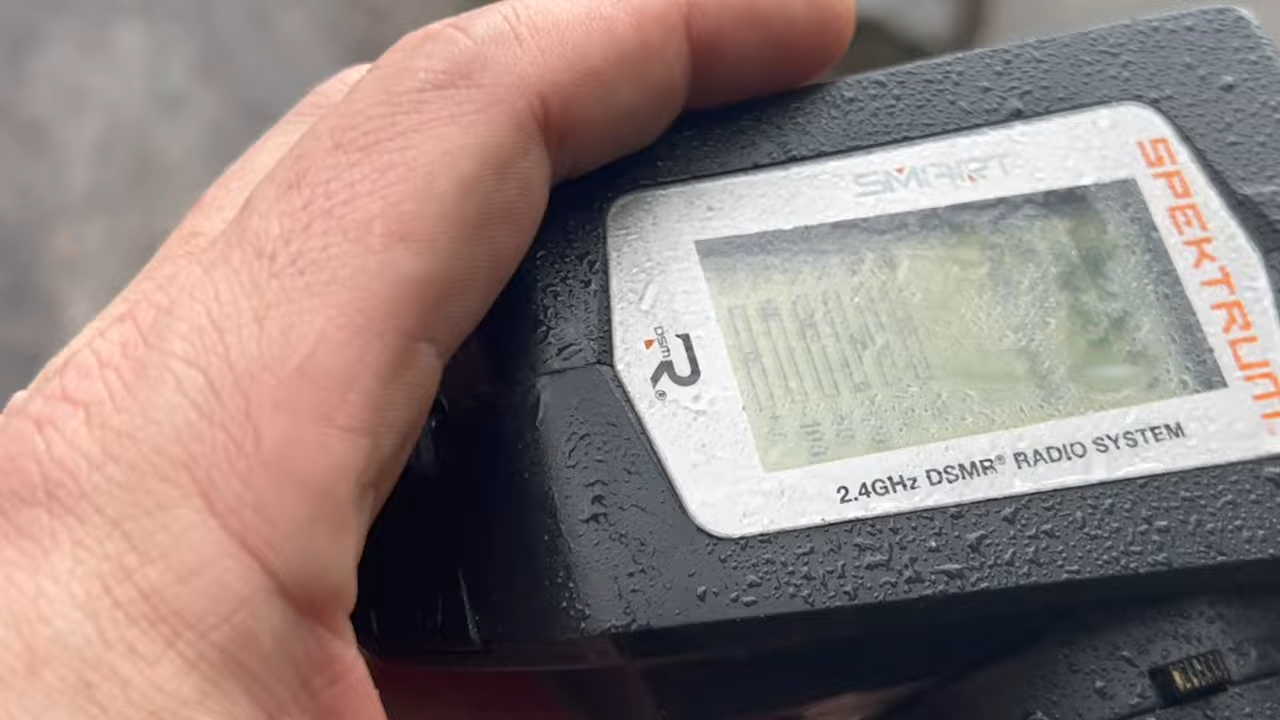 SMART
SPEKTRUM
DSMR®
2.4GHz DSMR® RADIO SYSTEM